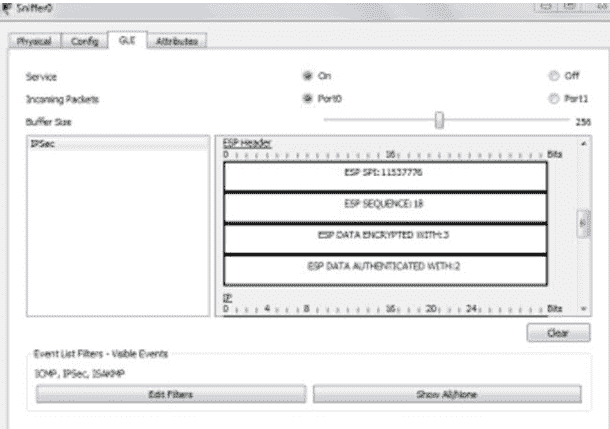 Sniffer0
Physical Config GUI Attributes
Service On Off
Incoming Packets Port0 Port1
Buffer Size 256
IPSec
ESP Header
0 16 Bits
ESP SPI: 11537776
ESP SEQUENCE: 18
ESP DATA ENCRYPTED WITH:3
ESP DATA AUTHENTICATED WITH:2
IP
0 4 8 16 20 24 Bits
Clear
Event List Filters - Visible Events
ICMP, IPSec, ISAKMP
Edit Filters Show All/None